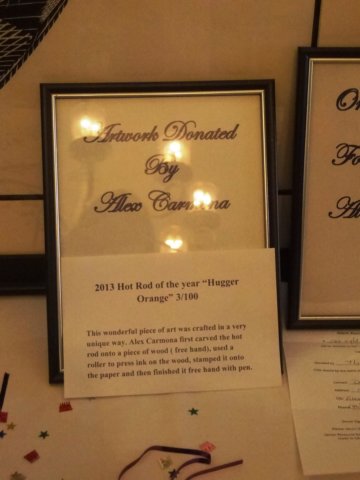 Artwork Donated
By
Alex Carmona
2013 Hot Rod of the year "Hugger
Orange" 3/100
This wonderful piece of art was crafted in a very
unique way. Alex Carmona first carved the hot
rod onto a piece of wood ( free hand), used a
roller to press ink on the wood, stamped it onto
the paper and then finished it free hand with pen.